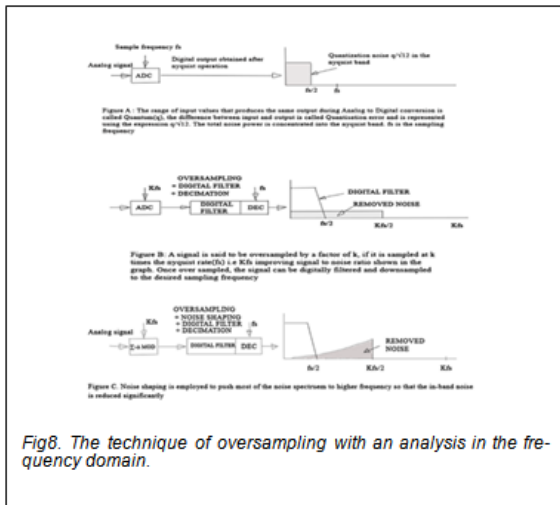 Sample frequency fs
Digital output obtained after
nyquist operation
Analog signal
ADC
Quantization noise q/√12 in the
nyquist band
fs/2
fs
Figure A - The range of input values that produces the same output during Analog to Digital conversion is
called Quantum(q), the difference between input and output is called Quantisation error and is represented
using the expression q/√12. The total noise power is concentrated into the nyquist band. fs is the sampling
frequency
Kfs
OVERSAMPLING
+ DIGITAL FILTER
+ DECIMATION
fs
ADC
DIGITAL
FILTER
DEC
DIGITAL FILTER
REMOVED NOISE
fs/2
Kfs/2
Kfs
Figure B: A signal is said to be oversampled by a factor of k, if it is sampled at k
times the nyquist rate(fs) i.e Kfs improving signal to noise ratio shown in the
graph. Once over sampled, the signal can be digitally filtered and downsampled
to the desired sampling frequency
OVERSAMPLING
+ NOISE SHAPING
+ DIGITAL FILTER
+ DECIMATION
Kfs
fs
Analog signal
MOD
DIGITAL FILTER
DEC
REMOVED
NOISE
fs/2
Kfs/2
Kfs
Figure C. Noise shaping is employed to push most of the noise spectruem to higher frequency so that the in-band noise
is reduced significantly
Fig8. The technique of oversampling with an analysis in the fre-
quency domain.